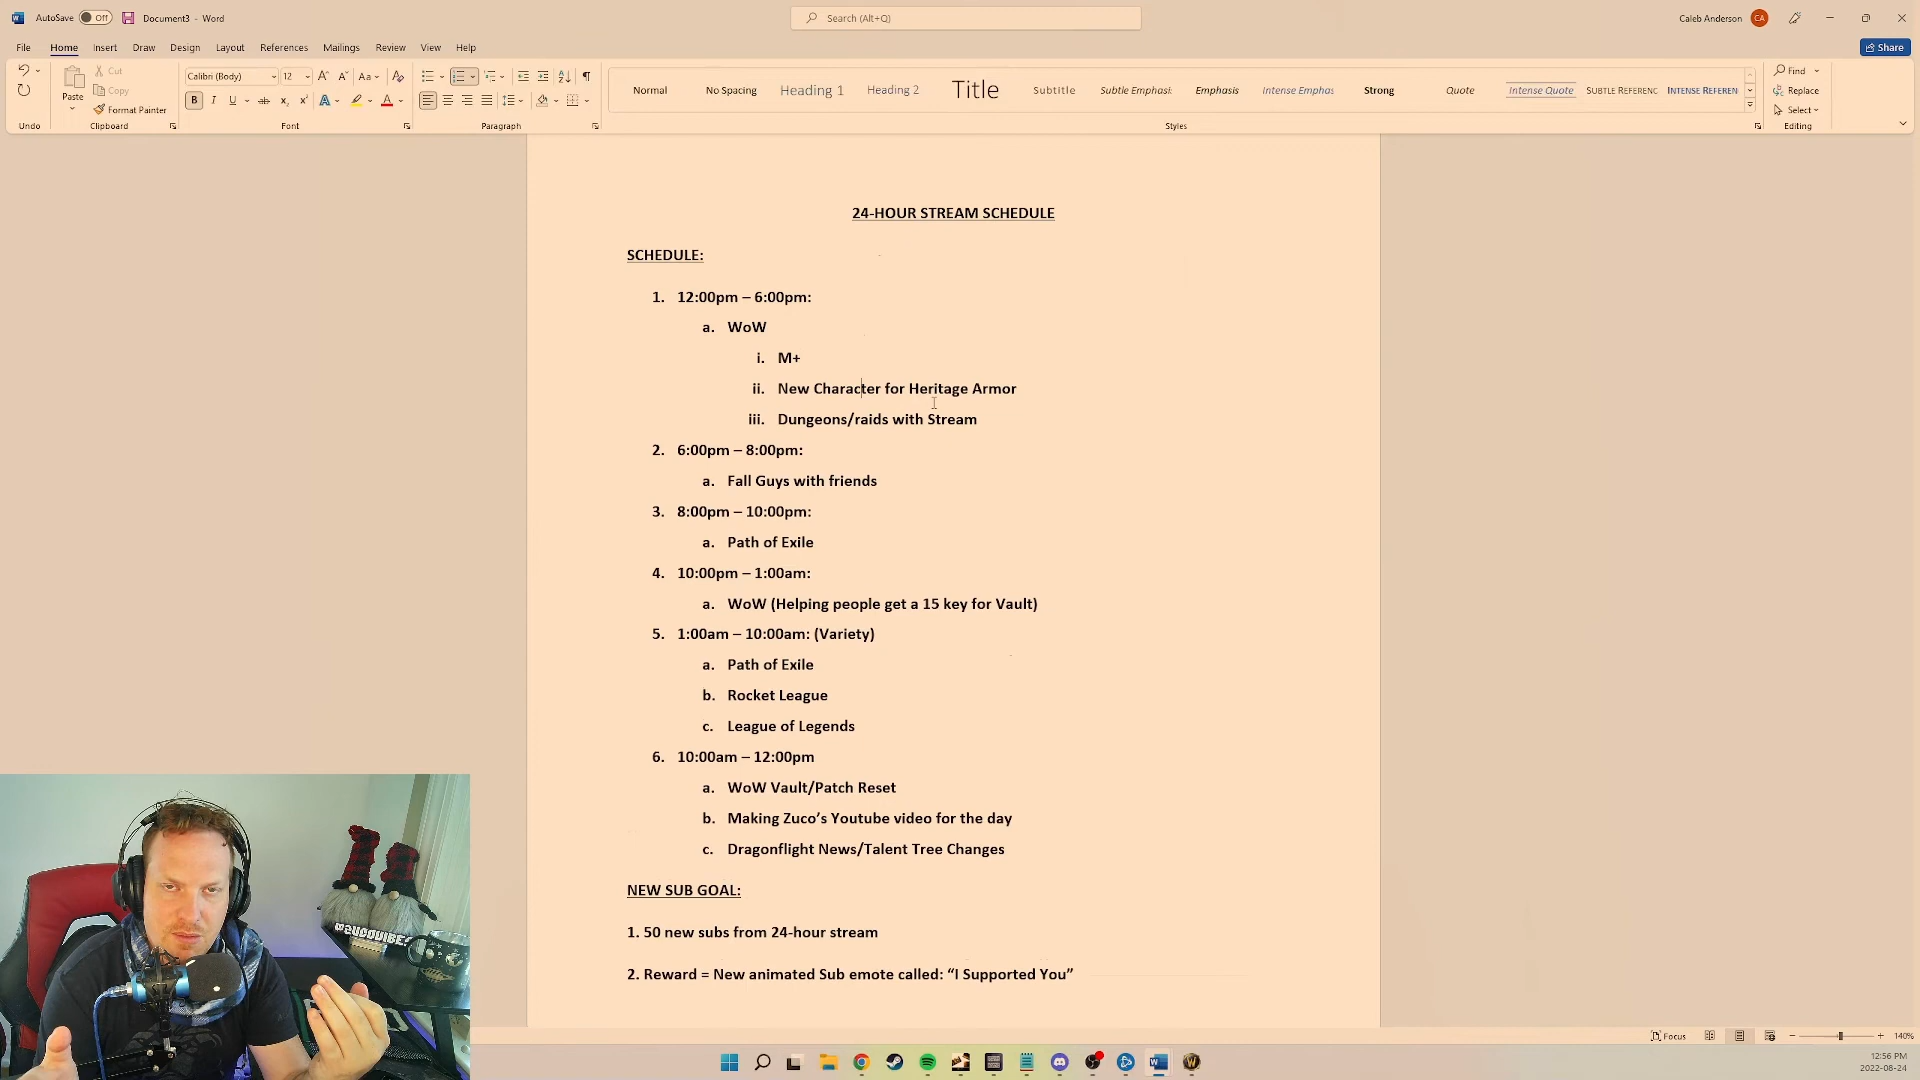 AutoSave Off Document3 - Word Search (Alt+Q) Caleb Anderson CA
File Home Insert Draw Design Layout References Mailings Review View Help Share
Calibri (Body) 12 Aa
Cut
Copy
Format Painter
Paste
Normal No Spacing Heading 1 Heading 2 Title Subtitle Subtle Emphasi Emphasis Intense Emphas Strong Quote Intense Quote Subtle Referenc Intense Referen
Find
Replace
Select
Undo Clipboard Font Paragraph Styles Editing
24-HOUR STREAM SCHEDULE
SCHEDULE:
1. 12:00pm – 6:00pm:
a. WoW
i. M+
ii. New Character for Heritage Armor
iii. Dungeons/raids with Stream
2. 6:00pm – 8:00pm:
a. Fall Guys with friends
3. 8:00pm – 10:00pm:
a. Path of Exile
4. 10:00pm – 1:00am:
a. WoW (Helping people get a 15 key for Vault)
5. 1:00am – 10:00am: (Variety)
a. Path of Exile
b. Rocket League
c. League of Legends
6. 10:00am – 12:00pm
a. WoW Vault/Patch Reset
b. Making Zuco’s Youtube video for the day
c. Dragonflight News/Talent Tree Changes
NEW SUB GOAL:
1. 50 new subs from 24-hour stream
2. Reward = New animated Sub emote called: “I Supported You”
Focus 140%
12:56 PM
2022-08-24